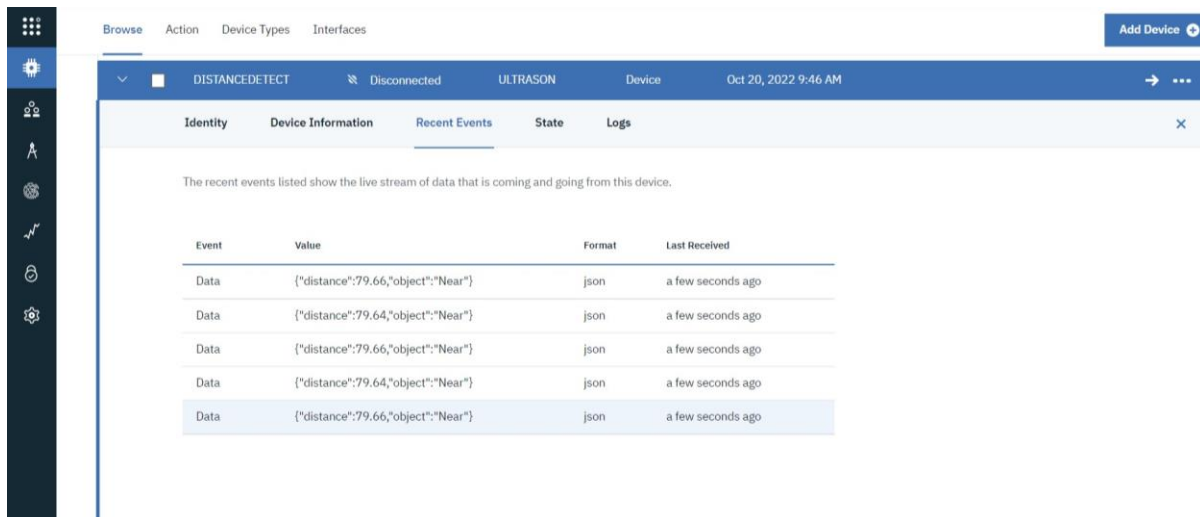 Browse Action Device Types Interfaces Add Device
DISTANCEDETECT Disconnected ULTRASON Device Oct 20, 2022 9:46 AM
Identity Device Information Recent Events State Logs
The recent events listed show the live stream of data that is coming and going from this device.
Event Value Format Last Received
Data {"distance":79.66,"object":"Near"} json a few seconds ago
Data {"distance":79.64,"object":"Near"} json a few seconds ago
Data {"distance":79.66,"object":"Near"} json a few seconds ago
Data {"distance":79.64,"object":"Near"} json a few seconds ago
Data {"distance":79.66,"object":"Near"} json a few seconds ago